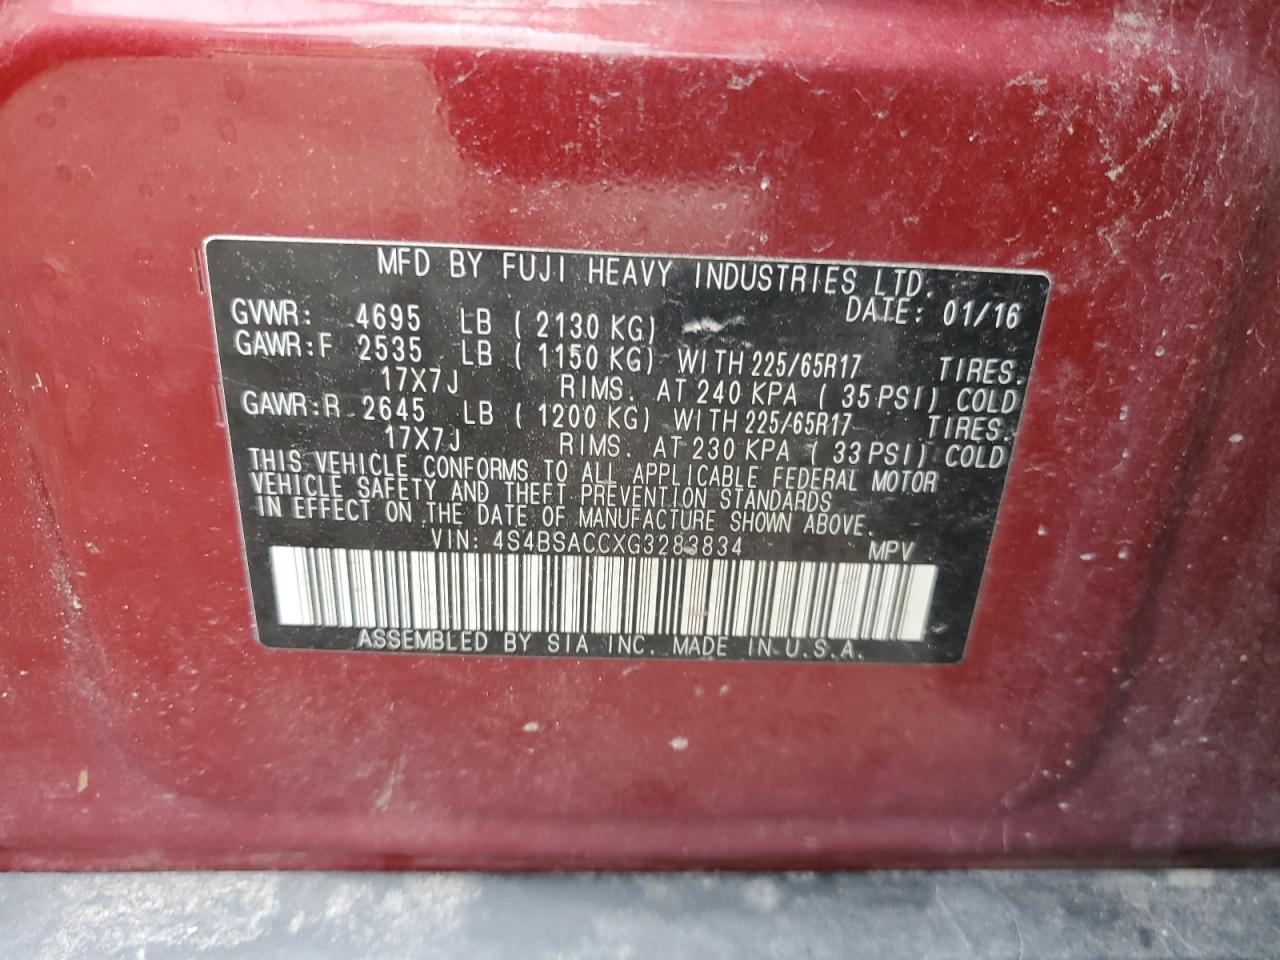 MFD BY FUJI HEAVY INDUSTRIES LTD.
DATE: 01/16
GVWR: 4695 LB ( 2130 KG)
GAWR:F 2535 LB ( 1150 KG) WITH 225/65R17 TIRES.
17X7J RIMS. AT 240 KPA ( 35 PSI) COLD
GAWR:R 2645 LB ( 1200 KG) WITH 225/65R17 TIRES.
17X7J RIMS. AT 230 KPA ( 33 PSI) COLD
THIS VEHICLE CONFORMS TO ALL APPLICABLE FEDERAL MOTOR
VEHICLE SAFETY AND THEFT PREVENTION STANDARDS
IN EFFECT ON THE DATE OF MANUFACTURE SHOWN ABOVE.
VIN: 4S4BSACCXG3283834 MPV
ASSEMBLED BY SIA INC. MADE IN U.S.A.